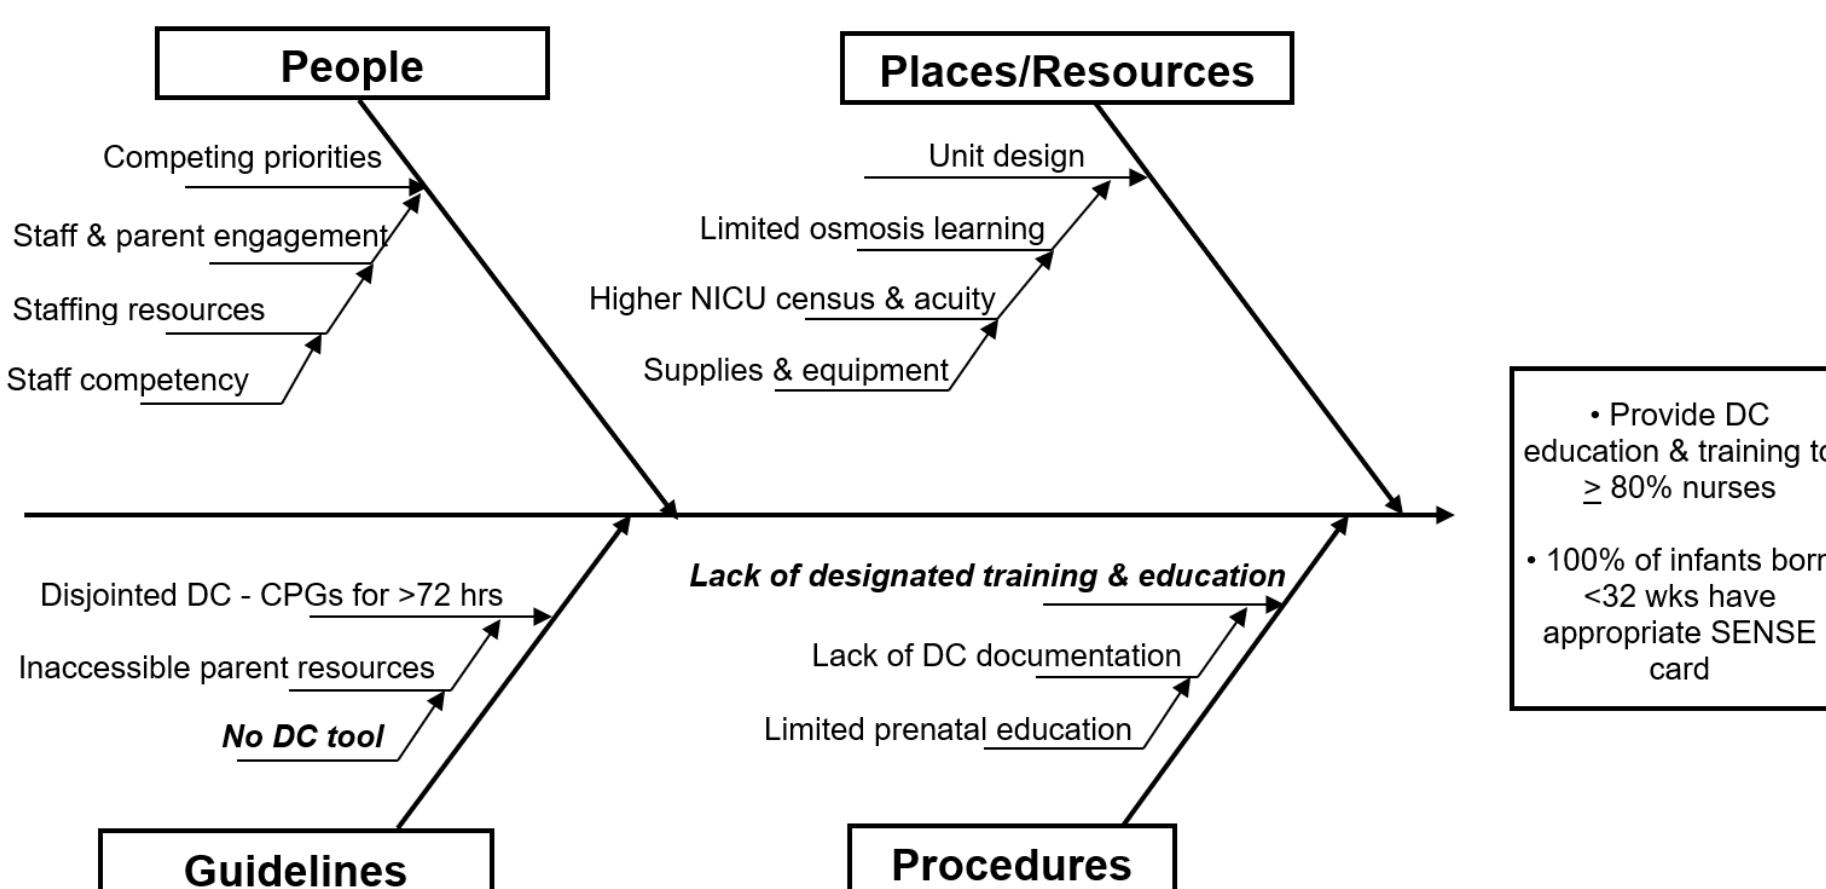 People
Places/Resources
Competing priorities
Staff & parent engagement
Staffing resources
Staff competency
Unit design
Limited osmosis learning
Higher NICU census & acuity
Supplies & equipment
• Provide DC
education & training to
≥ 80% nurses
• 100% of infants born
<32 wks have
appropriate SENSE
card
Disjointed DC - CPGs for >72 hrs
Inaccessible parent resources
No DC tool
Lack of designated training & education
Lack of DC documentation
Limited prenatal education
Guidelines
Procedures